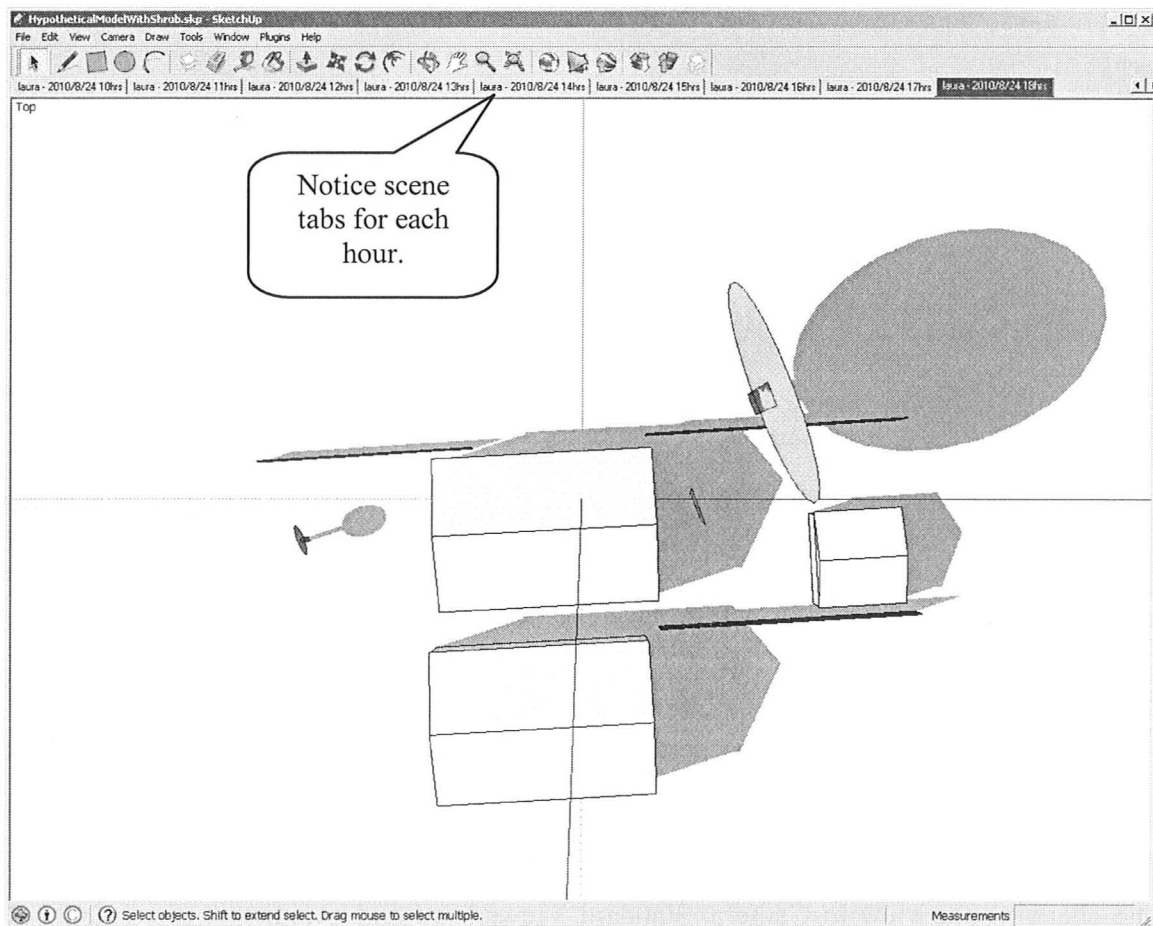 HypotheticalModelWithShrub.skp - SketchUp
File Edit View Camera Draw Tools Window Plugins Help
laura - 2010/8/24 10hrs laura - 2010/8/24 11hrs laura - 2010/8/24 12hrs laura - 2010/8/24 13hrs laura - 2010/8/24 14hrs laura - 2010/8/24 15hrs laura - 2010/8/24 16hrs laura - 2010/8/24 17hrs laura - 2010/8/24 18hrs
Top
Notice scene
tabs for each
hour.
Select objects. Shift to extend select. Drag mouse to select multiple.
Measurements